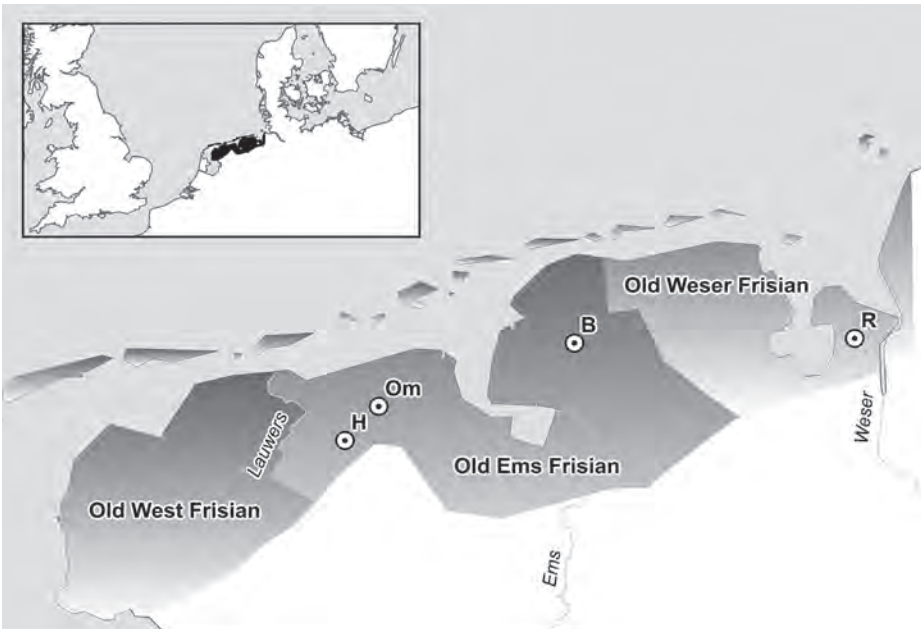 Old Weser Frisian
R
B
Om
H
Lauwers
Weser
Old Ems Frisian
Old West Frisian
Ems